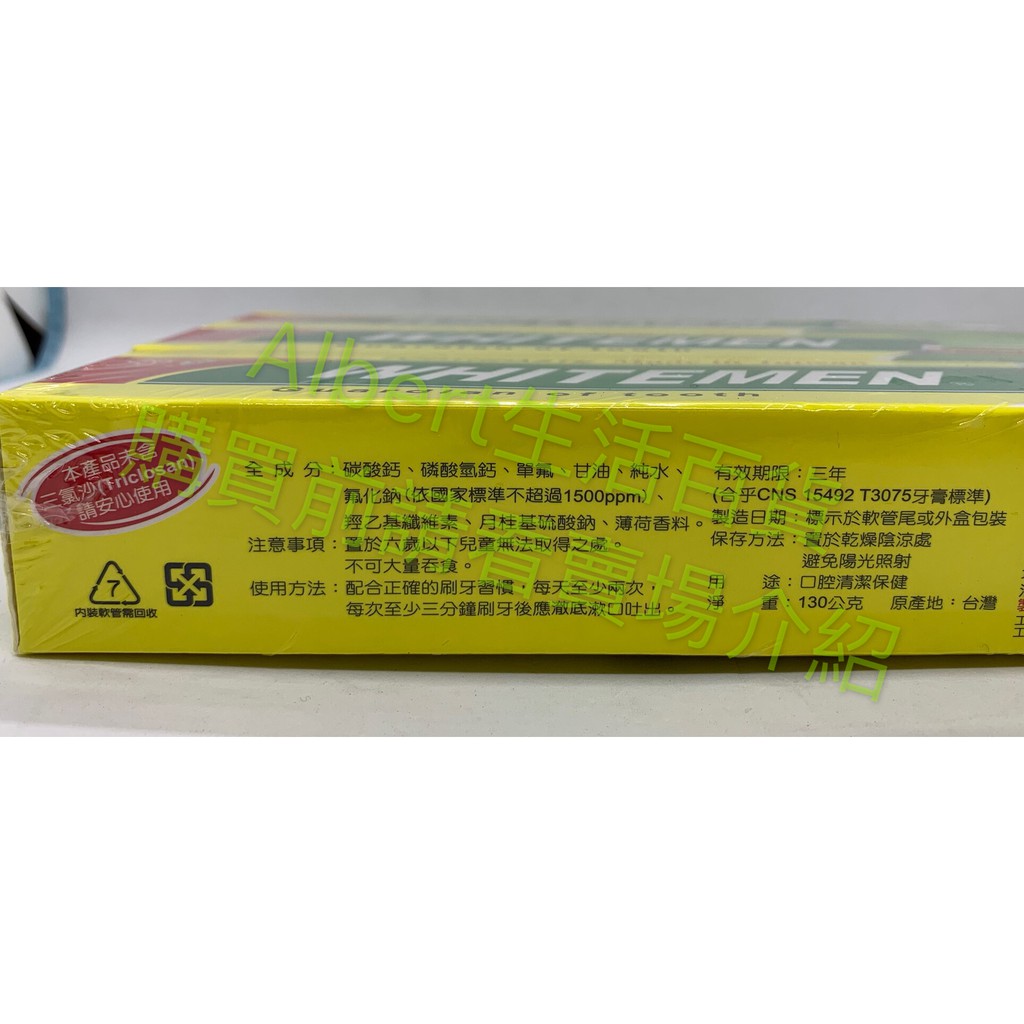 WHITEMEN
WHITEMEN
Guardian of tooth
Albert生活百貨
購買前請看賣場介紹
本產品未含
三氯沙(Triclosan)
請安心使用
7
內裝軟管需回收
全 成 分：碳酸鈣、磷酸氫鈣、單氟、甘油、純水、
氟化鈉(依國家標準不超過1500ppm)、
羥乙基纖維素、月桂基硫酸鈉、薄荷香料。
注意事項：置於六歲以下兒童無法取得之處。
不可大量吞食。
使用方法：配合正確的刷牙習慣，每天至少兩次，
每次至少三分鐘刷牙後應澈底漱口吐出。
有效期限：三年
(合乎CNS 15492 T3075牙膏標準)
製造日期：標示於軟管尾或外盒包裝
保存方法：置於乾燥陰涼處
避免陽光照射
用 途：口腔清潔保健
淨 重：130公克 原產地：台灣